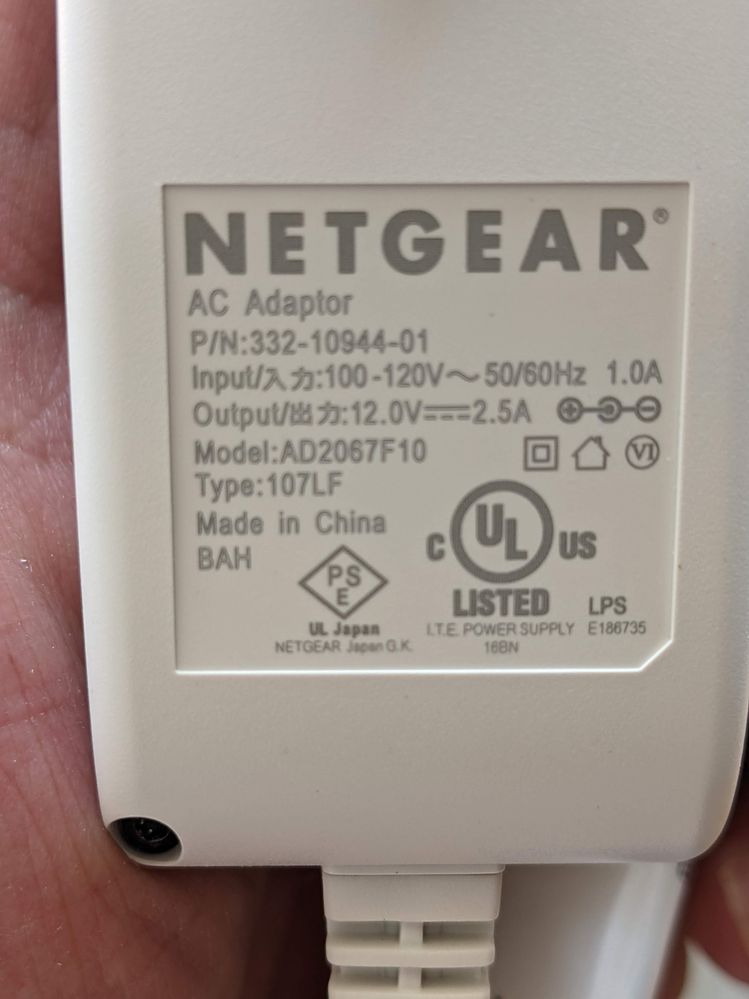 NETGEAR®
AC Adaptor
P/N:332-10944-01
Input/入力:100-120V～50/60Hz 1.0A
Output/出力:12.0V⎓2.5A
Model:AD2067F10
VI
Type:107LF
Made in China
BAH
PS
E
UL Japan
NETGEAR Japan G.K.
C UL US
LISTED LPS
I.T.E. POWER SUPPLY E186735
16BN